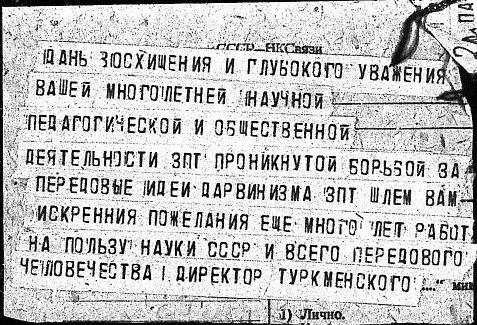 СССР—НКСвязи
ДАНЬ ВОСХИЩЕНИЯ И ГЛУБОКОГО УВАЖЕНИЯ
ВАШЕЙ МНОГОЛЕТНЕЙ НАУЧНОЙ
ПЕДАГОГИЧЕСКОЙ И ОБЩЕСТВЕННОЙ
ДЕЯТЕЛЬНОСТИ ЗПТ ПРОНИКНУТОЙ БОРЬБОЙ ЗА
ПЕРЕДОВЫЕ ИДЕИ ДАРВИНИЗМА ЗПТ ШЛЕМ ВАМ
ИСКРЕННИЯ ПОЖЕЛАНИЯ ЕЩЕ МНОГО ЛЕТ РАБОТ
НА ПОЛЬЗУ НАУКИ СССР И ВСЕГО ПЕРЕДОВОГО
ЧЕЛОВЕЧЕСТВА ДИРЕКТОР ТУРКМЕНСКОГО ...."
1) Лично.